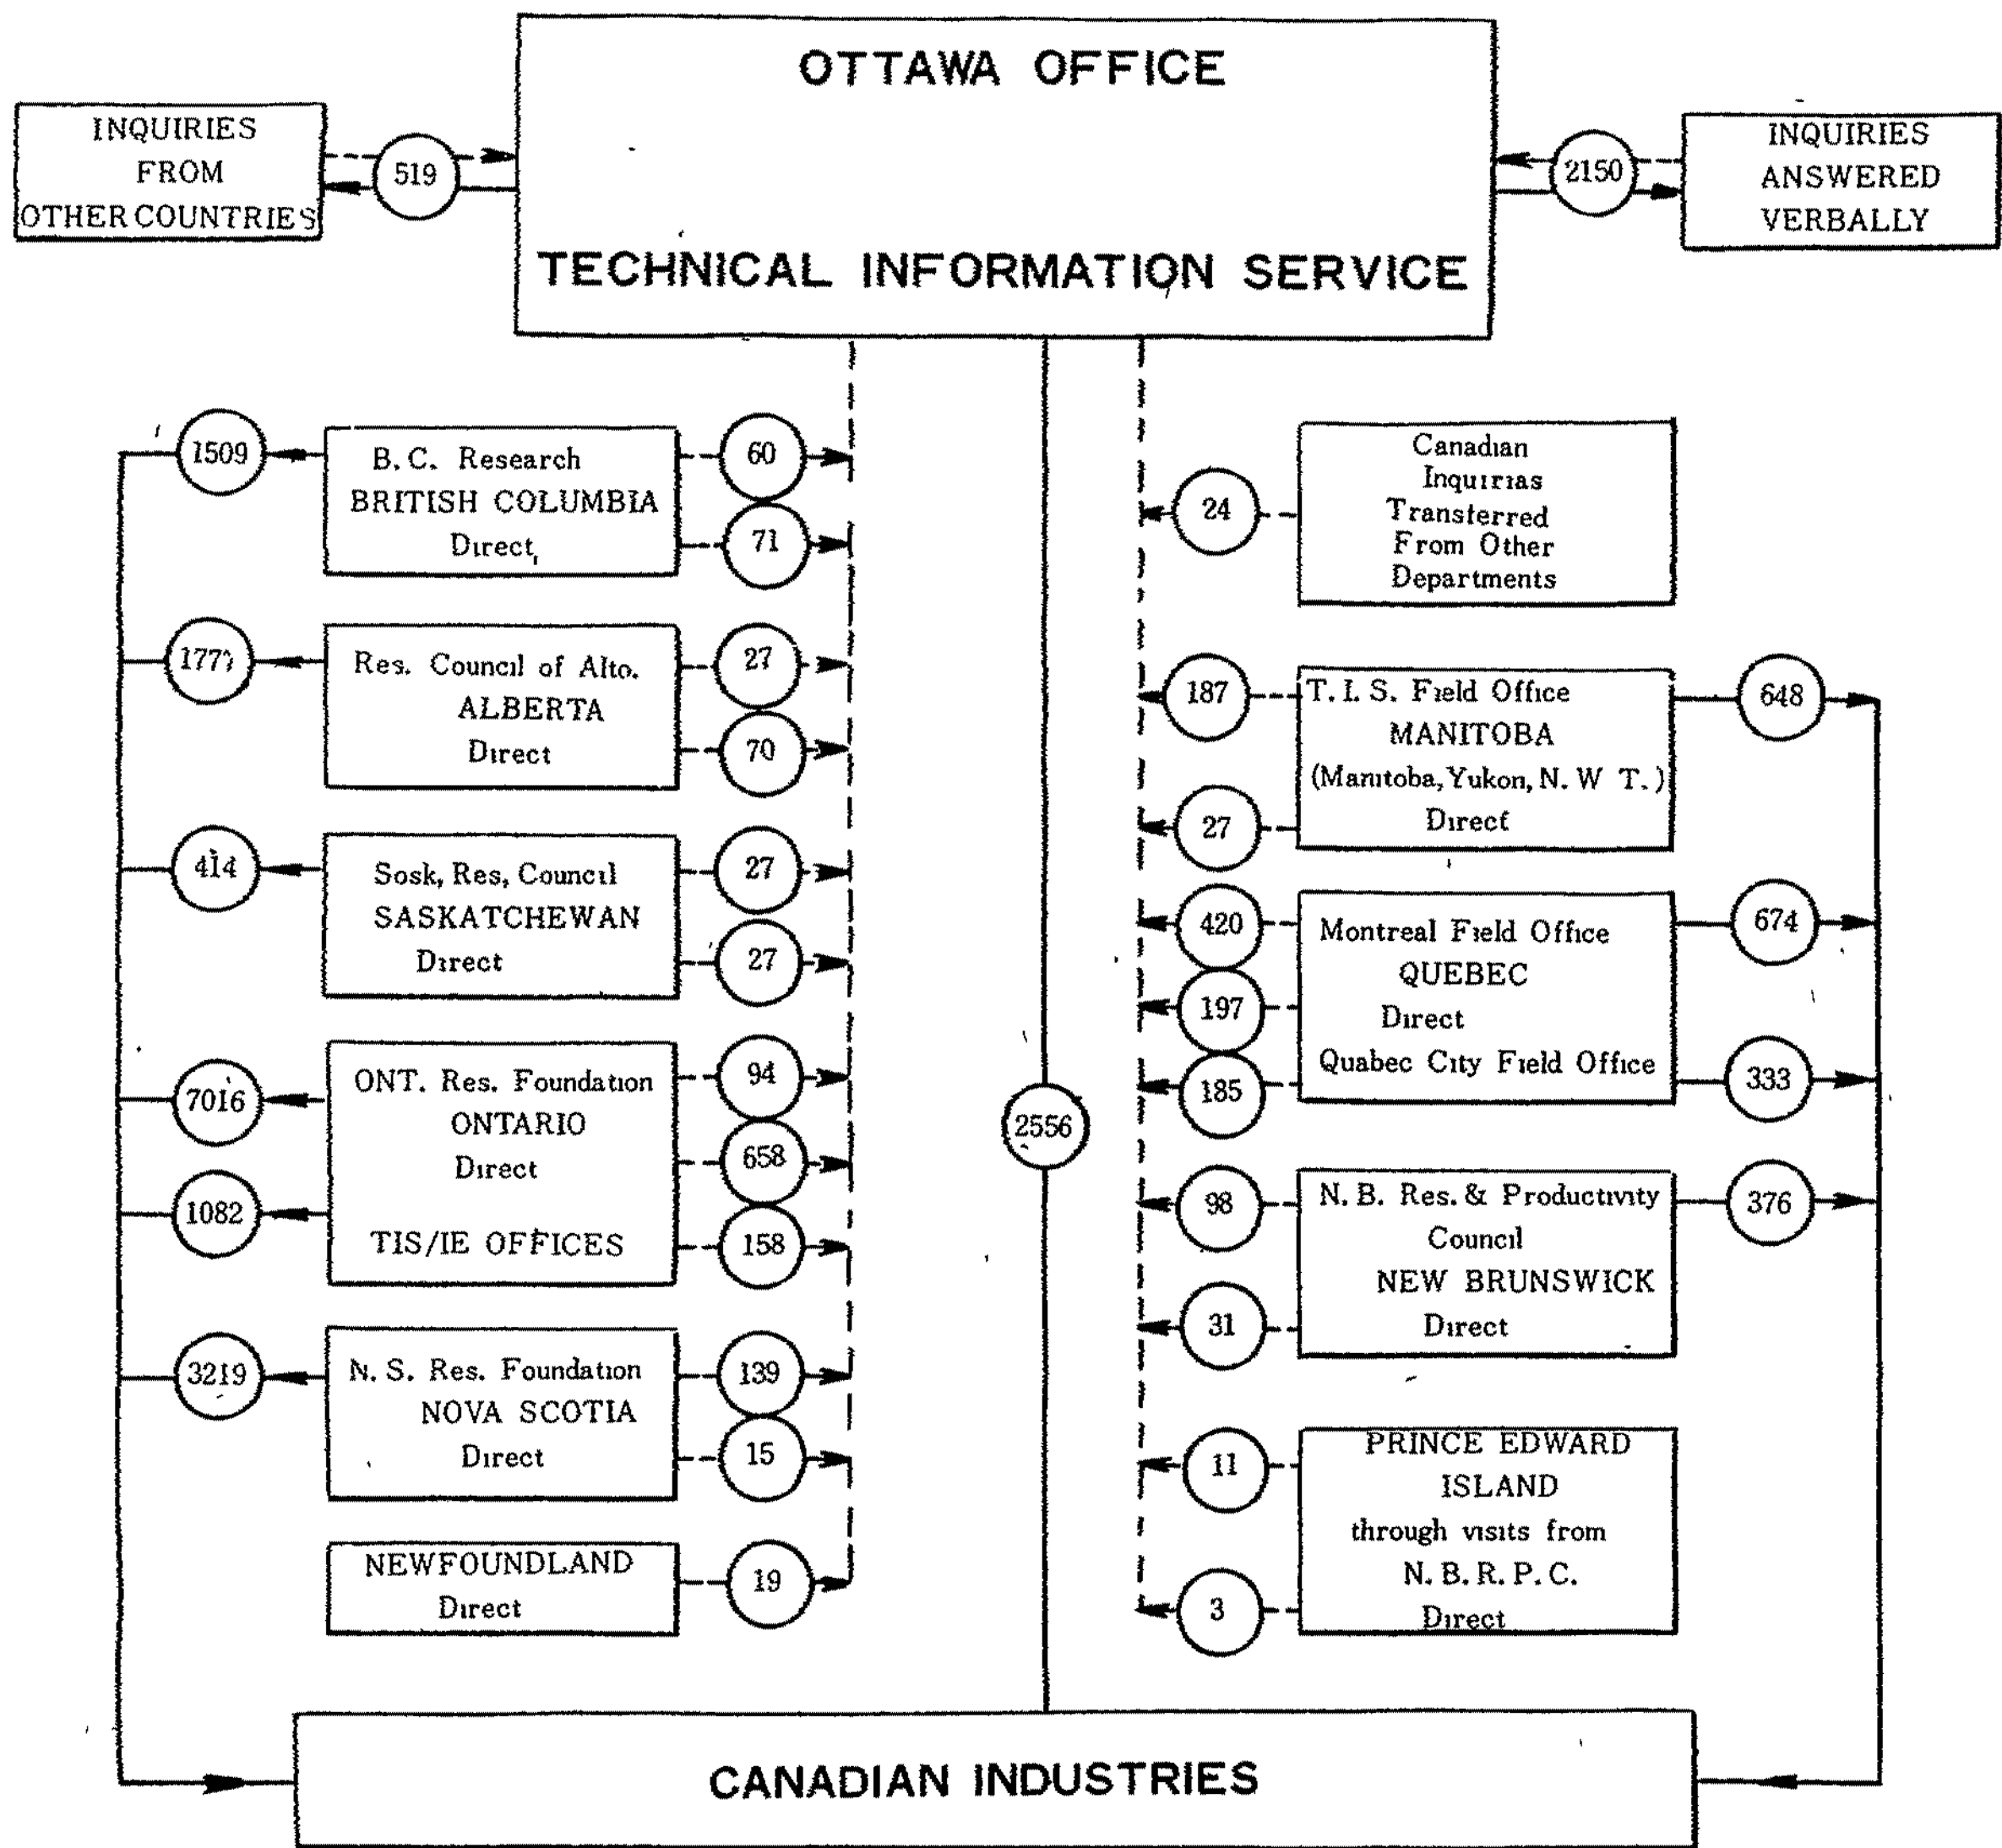 OTTAWA OFFICE
TECHNICAL INFORMATION SERVICE
INQUIRIES
FROM
OTHER COUNTRIES
519
2150
INQUIRIES
ANSWERED
VERBALLY
1509
B.C. Research
BRITISH COLUMBIA
Direct,
60
71
Res. Council of Alto.
ALBERTA
Direct
27
70
414
Sosk, Res, Council
SASKATCHEWAN
Direct
27
27
7016
1082
ONT. Res. Foundation
ONTARIO
Direct
TIS/IE OFFICES
94
658
158
3219
N. S. Res. Foundation
NOVA SCOTIA
Direct
139
15
NEWFOUNDLAND
Direct
19
2556
24
Canadian
Inquirias
Transferred
From Other
Departments
187
27
T. I. S. Field Office
MANITOBA
(Manitoba, Yukon, N. W T.)
Direct
648
420
197
185
Montreal Field Office
QUEBEC
Direct
Quabec City Field Office
674
333
98
31
N. B. Res. & Productivity
Council
NEW BRUNSWICK
Direct
376
11
3
PRINCE EDWARD
ISLAND
through visits from
N. B. R. P. C.
Direct
CANADIAN INDUSTRIES